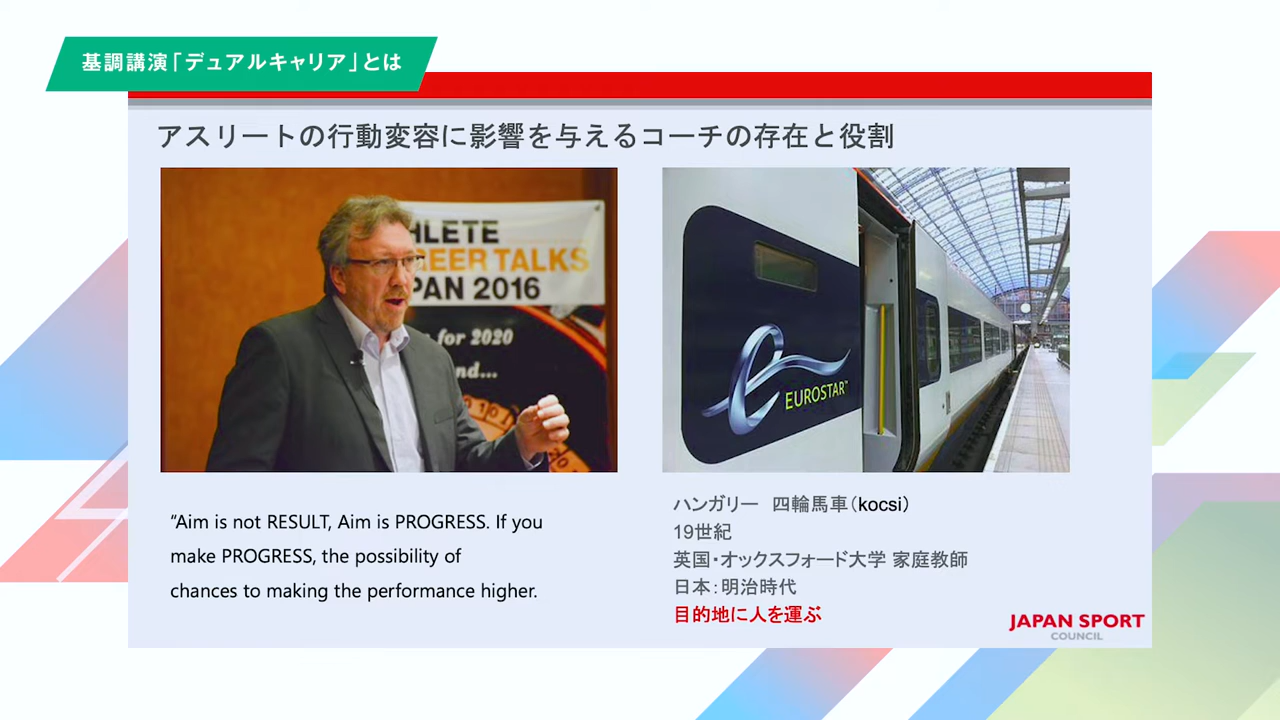 基調講演「デュアルキャリア」とは
アスリートの行動変容に影響を与えるコーチの存在と役割
HLETE
REER TALKS
PAN 2016
for 2020
nd...
EUROSTAR™
“Aim is not RESULT, Aim is PROGRESS. If you
make PROGRESS, the possibility of
chances to making the performance higher.
ハンガリー　四輪馬車（kocsi）
19世紀
英国・オックスフォード大学 家庭教師
日本：明治時代
目的地に人を運ぶ
JAPAN SPORT
COUNCIL